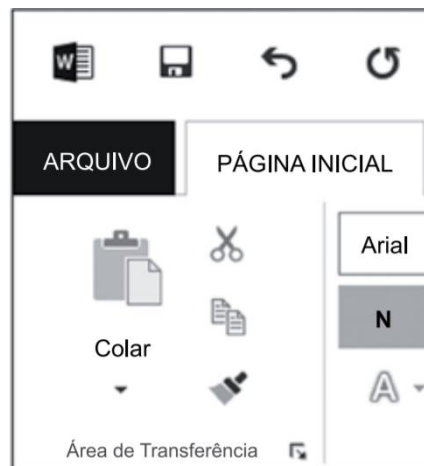 W
ARQUIVO PÁGINA INICIAL
Arial
N
Colar
A
Área de Transferência